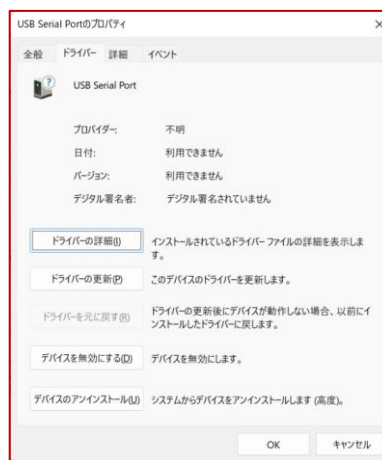 USB Serial Portのプロパティ
全般 ドライバー 詳細 イベント
USB Serial Port
プロバイダー: 不明
日付: 利用できません
バージョン: 利用できません
デジタル署名者: デジタル署名されていません
ドライバーの詳細(I) インストールされているドライバー ファイルの詳細を表示しま
す。
ドライバーの更新(P) このデバイスのドライバーを更新します。
ドライバーを元に戻す(R) ドライバーの更新後にデバイスが動作しない場合、以前にイ
ンストールしたドライバーに戻します。
デバイスを無効にする(D) デバイスを無効にします。
デバイスのアンインストール(U) システムからデバイスをアンインストールします (高度)。
OK キャンセル